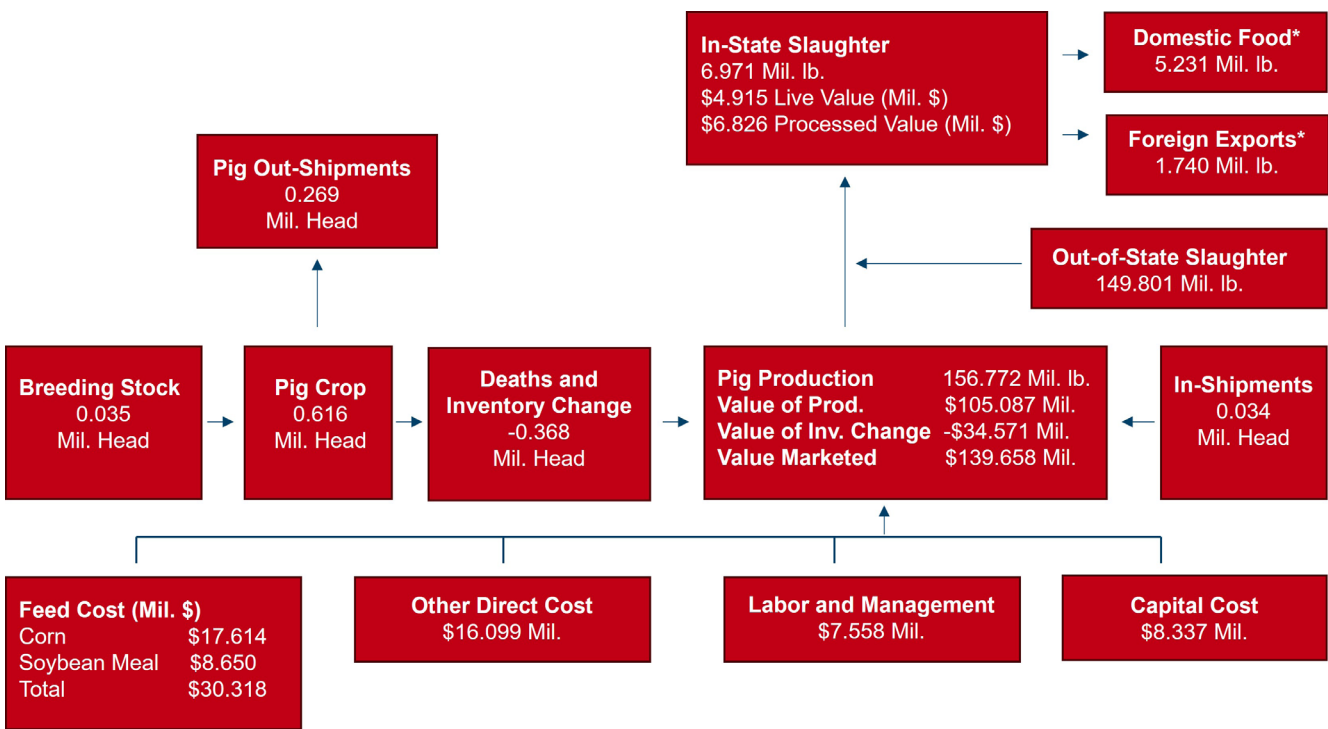 In-State Slaughter
6.971 Mil. lb.
$4.915 Live Value (Mil. $)
$6.826 Processed Value (Mil. $)
Domestic Food*
5.231 Mil. lb.
Foreign Exports*
1.740 Mil. lb.
Pig Out-Shipments
0.269
Mil. Head
Out-of-State Slaughter
149.801 Mil. lb.
Breeding Stock
0.035
Mil. Head
Pig Crop
0.616
Mil. Head
Deaths and
Inventory Change
-0.368
Mil. Head
Pig Production 156.772 Mil. lb.
Value of Prod. $105.087 Mil.
Value of Inv. Change -$34.571 Mil.
Value Marketed $139.658 Mil.
In-Shipments
0.034
Mil. Head
Feed Cost (Mil. $)
Corn $17.614
Soybean Meal $8.650
Total $30.318
Other Direct Cost
$16.099 Mil.
Labor and Management
$7.558 Mil.
Capital Cost
$8.337 Mil.